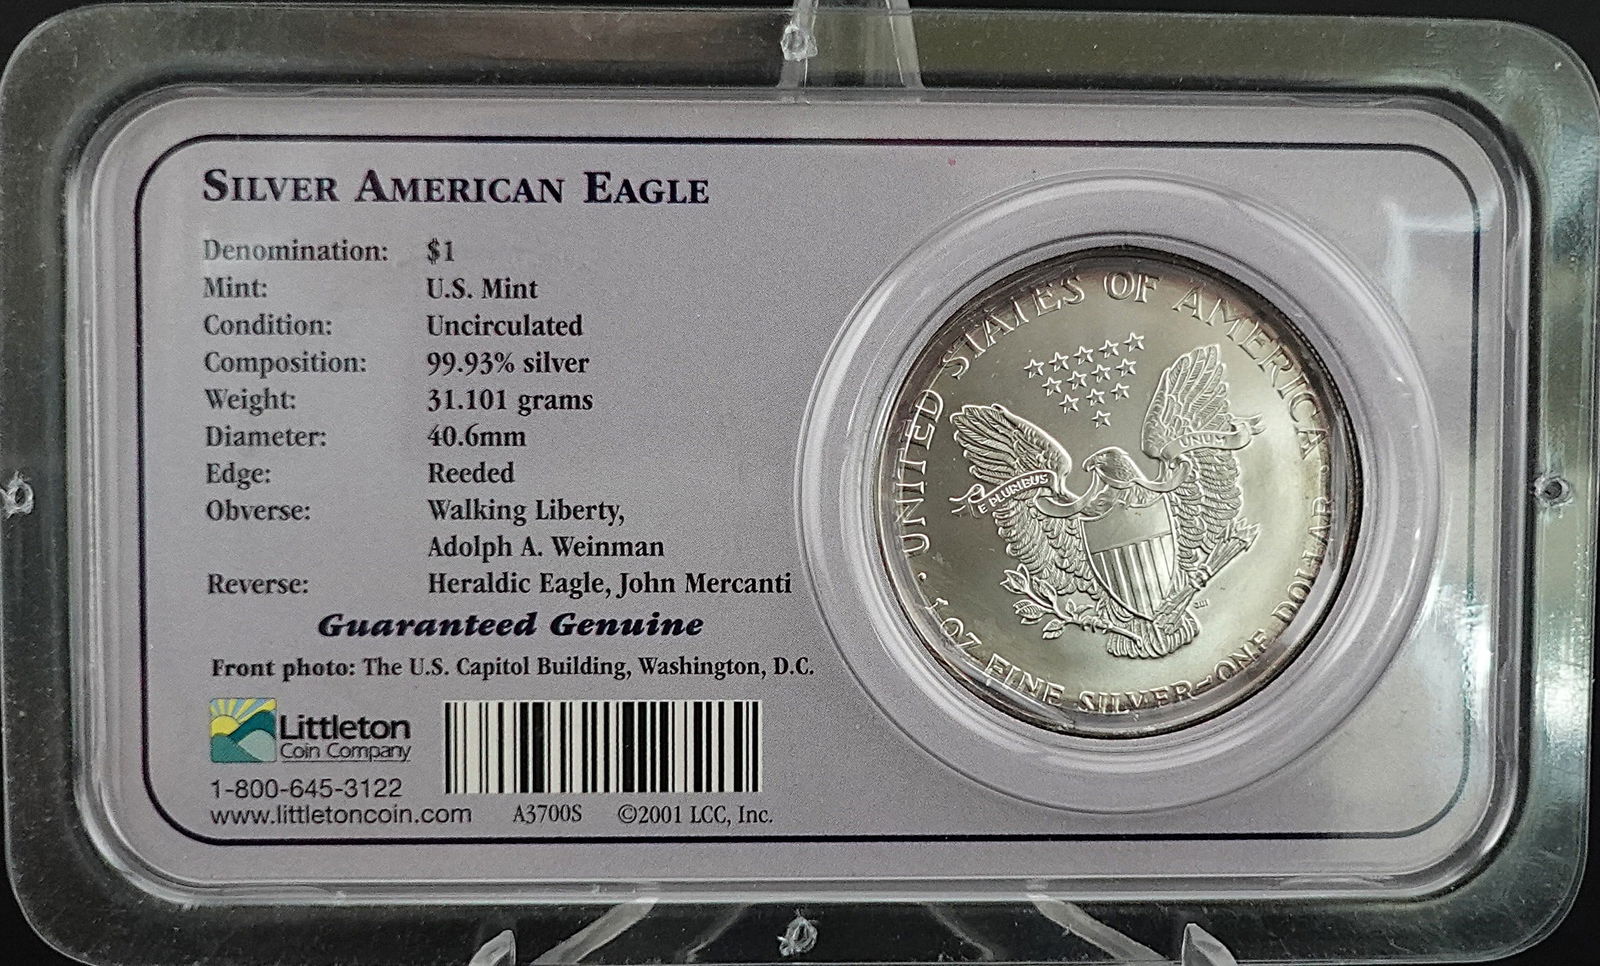 SILVER AMERICAN EAGLE
Denomination: $1
Mint: U.S. Mint
Condition: Uncirculated
Composition: 99.93% silver
Weight: 31.101 grams
Diameter: 40.6mm
Edge: Reeded
Obverse: Walking Liberty,
Adolph A. Weinman
Reverse: Heraldic Eagle, John Mercanti
Guaranteed Genuine
Front photo: The U.S. Capitol Building, Washington, D.C.
Littleton
Coin Company
1-800-645-3122
www.littletoncoin.com A3700S ©2001 LCC, Inc.
UNITED STATES OF AMERICA
E PLURIBUS UNUM
JM
1 OZ. FINE SILVER–ONE DOLLAR